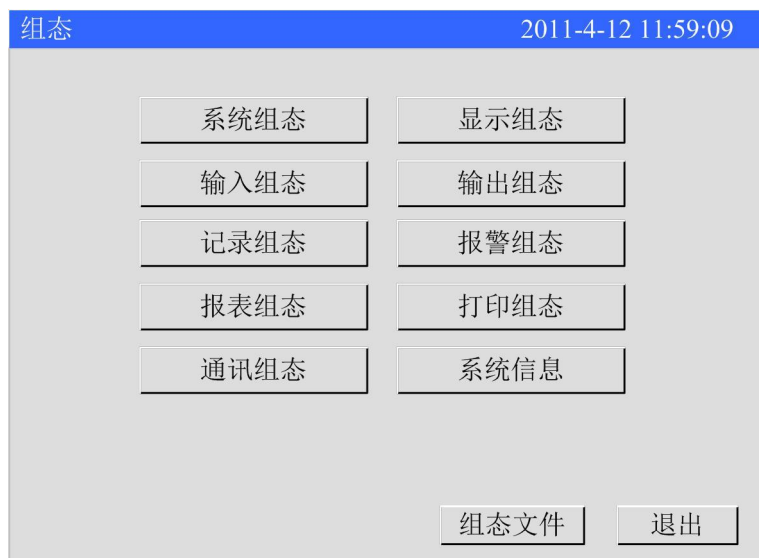 组态 2011-4-12 11:59:09
系统组态 显示组态
输入组态 输出组态
记录组态 报警组态
报表组态 打印组态
通讯组态 系统信息
组态文件 退出